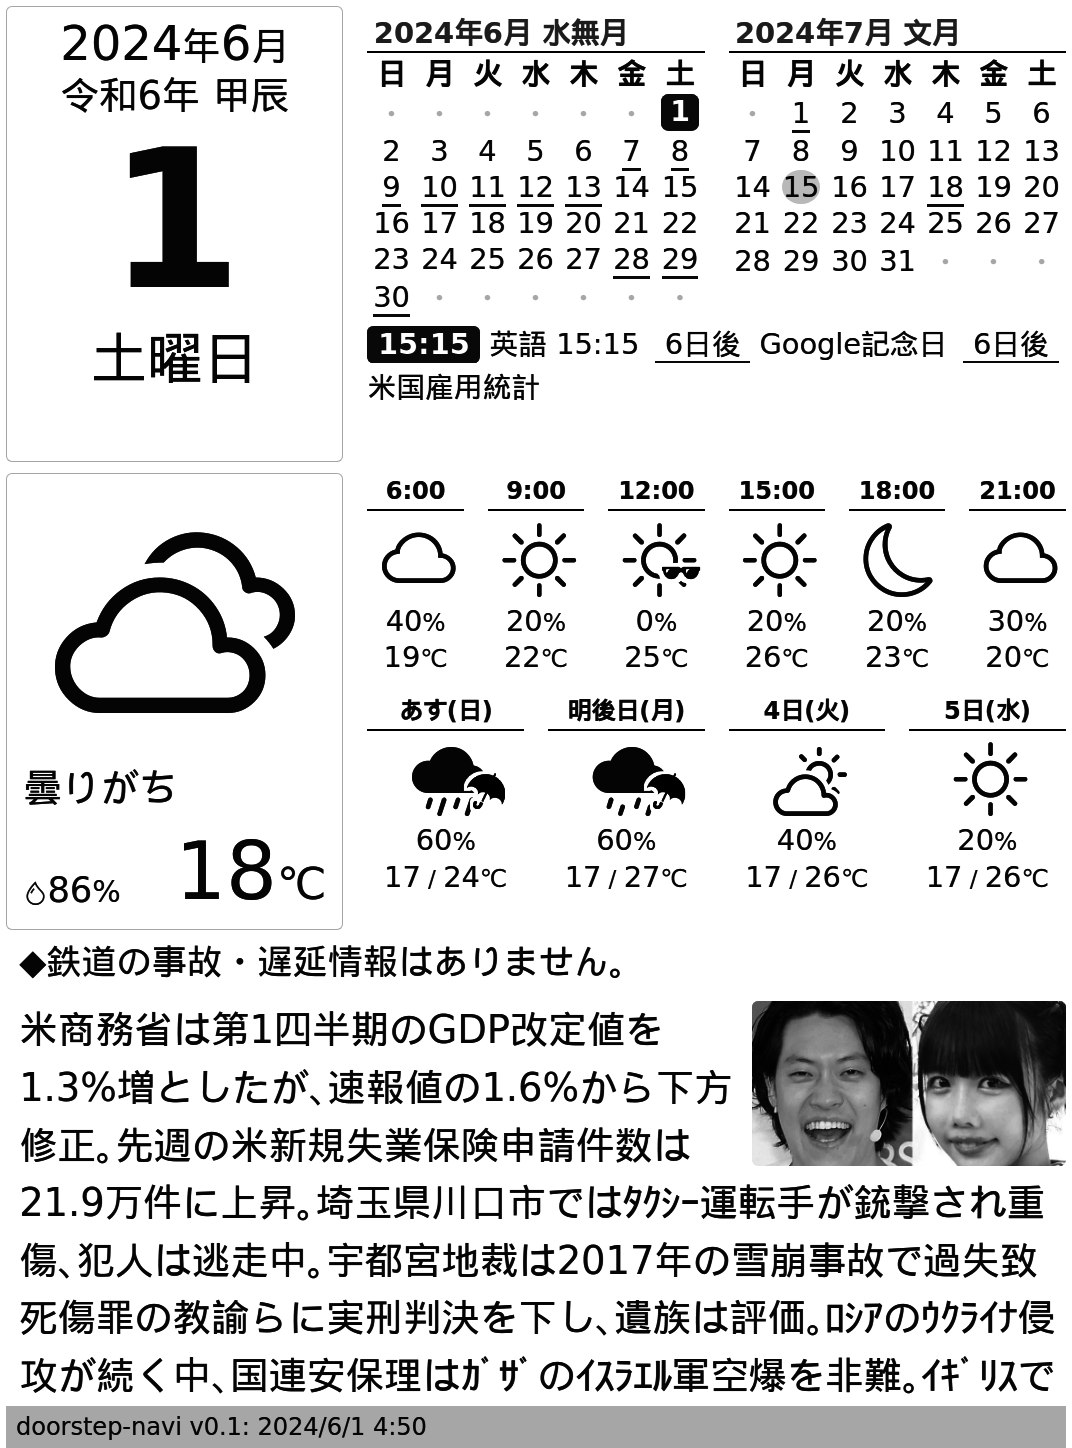 2024年6月
令和6年 甲辰
1
土曜日
2024年6月 水無月
日 月 火 水 木 金 土
・ ・ ・ ・ ・ ・ 1
2 3 4 5 6 7 8
9 10 11 12 13 14 15
16 17 18 19 20 21 22
23 24 25 26 27 28 29
30 ・ ・ ・ ・ ・ ・
2024年7月 文月
日 月 火 水 木 金 土
・ 1 2 3 4 5 6
7 8 9 10 11 12 13
14 15 16 17 18 19 20
21 22 23 24 25 26 27
28 29 30 31 ・ ・ ・
15:15 英語 15:15 6日後 Google記念日 6日後
米国雇用統計
曇りがち
86% 18℃
6:00 9:00 12:00 15:00 18:00 21:00
40% 20% 0% 20% 20% 30%
19℃ 22℃ 25℃ 26℃ 23℃ 20℃
あす(日) 明後日(月) 4日(火) 5日(水)
60% 60% 40% 20%
17 / 24℃ 17 / 27℃ 17 / 26℃ 17 / 26℃
◆鉄道の事故・遅延情報はありません。
米商務省は第1四半期のGDP改定値を
1.3%増としたが､速報値の1.6%から下方
修正｡先週の米新規失業保険申請件数は
21.9万件に上昇｡埼玉県川口市ではﾀｸｼｰ運転手が銃撃され重
傷､犯人は逃走中｡宇都宮地裁は2017年の雪崩事故で過失致
死傷罪の教諭らに実刑判決を下し､遺族は評価｡ﾛｼｱのｳｸﾗｲﾅ侵
攻が続く中､国連安保理はｶﾞｻﾞのｲｽﾗｴﾙ軍空爆を非難｡ｲｷﾞﾘｽで
doorstep-navi v0.1: 2024/6/1 4:50